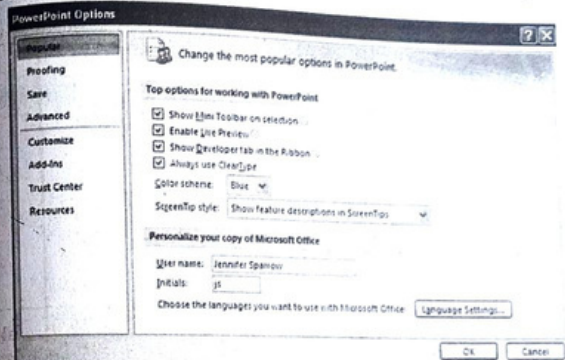 PowerPoint Options
Popular
Change the most popular options in PowerPoint.
Proofing
Save
Advanced
Customize
Add-Ins
Trust Center
Resources
Top options for working with PowerPoint
Show Mini Toolbar on selection
Enable Live Preview
Show Developer tab in the Ribbon
Always use ClearType
Color scheme: Blue
ScreenTip style: Show feature descriptions in ScreenTips
Personalize your copy of Microsoft Office
User name: Jennifer Sparrow
Initials: js
Choose the languages you want to use with Microsoft Office Language Settings...
OK Cancel